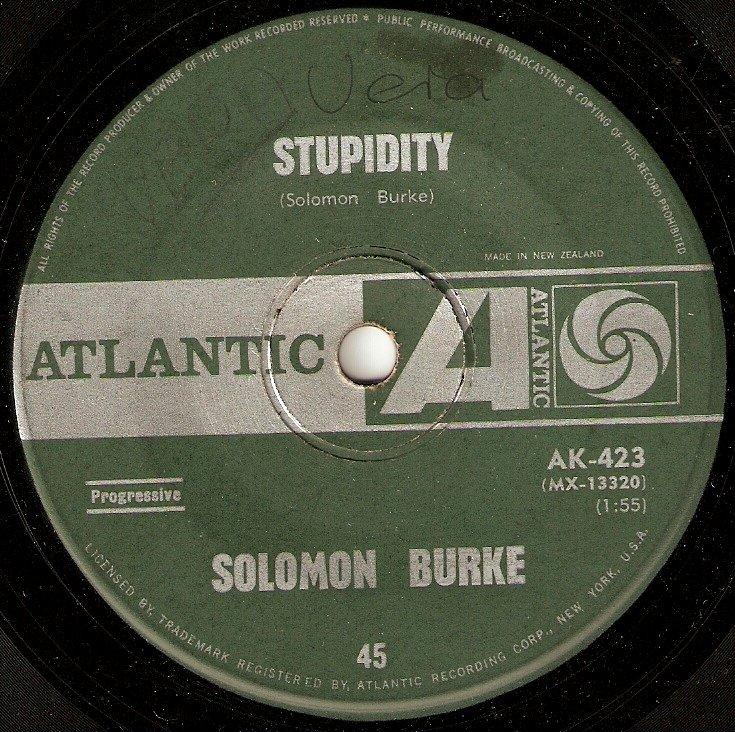 ALL RIGHTS OF THE RECORD PRODUCER & OWNER OF THE WORK RECORDED RESERVED * PUBLIC PERFORMANCE BROADCASTING & COPYING OF THIS RECORD PROHIBITED
Vera
STUPIDITY
(Solomon Burke)
MADE IN NEW ZEALAND
ATLANTIC
A
ATLANTIC
AK-423
(MX-13320)
(1:55)
Progressive
SOLOMON BURKE
45
LICENSED BY, TRADEMARK REGISTERED BY, ATLANTIC RECORDING CORP., NEW YORK, U.S.A.